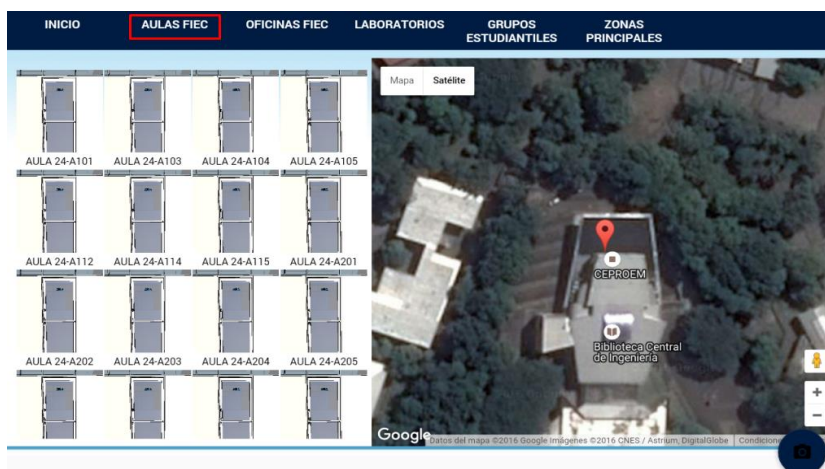 INICIO
AULAS FIEC
OFICINAS FIEC
LABORATORIOS
GRUPOS
ESTUDIANTILES
ZONAS
PRINCIPALES
AULA 24-A101
AULA 24-A103
AULA 24-A104
AULA 24-A105
AULA 24-A112
AULA 24-A114
AULA 24-A115
AULA 24-A201
AULA 24-A202
AULA 24-A203
AULA 24-A204
AULA 24-A205
Mapa
Satélite
CEPROEM
Biblioteca Central
de Ingeniería
Google
Datos del mapa ©2016 Google Imágenes ©2016 CNES / Astrium, DigitalGlobe